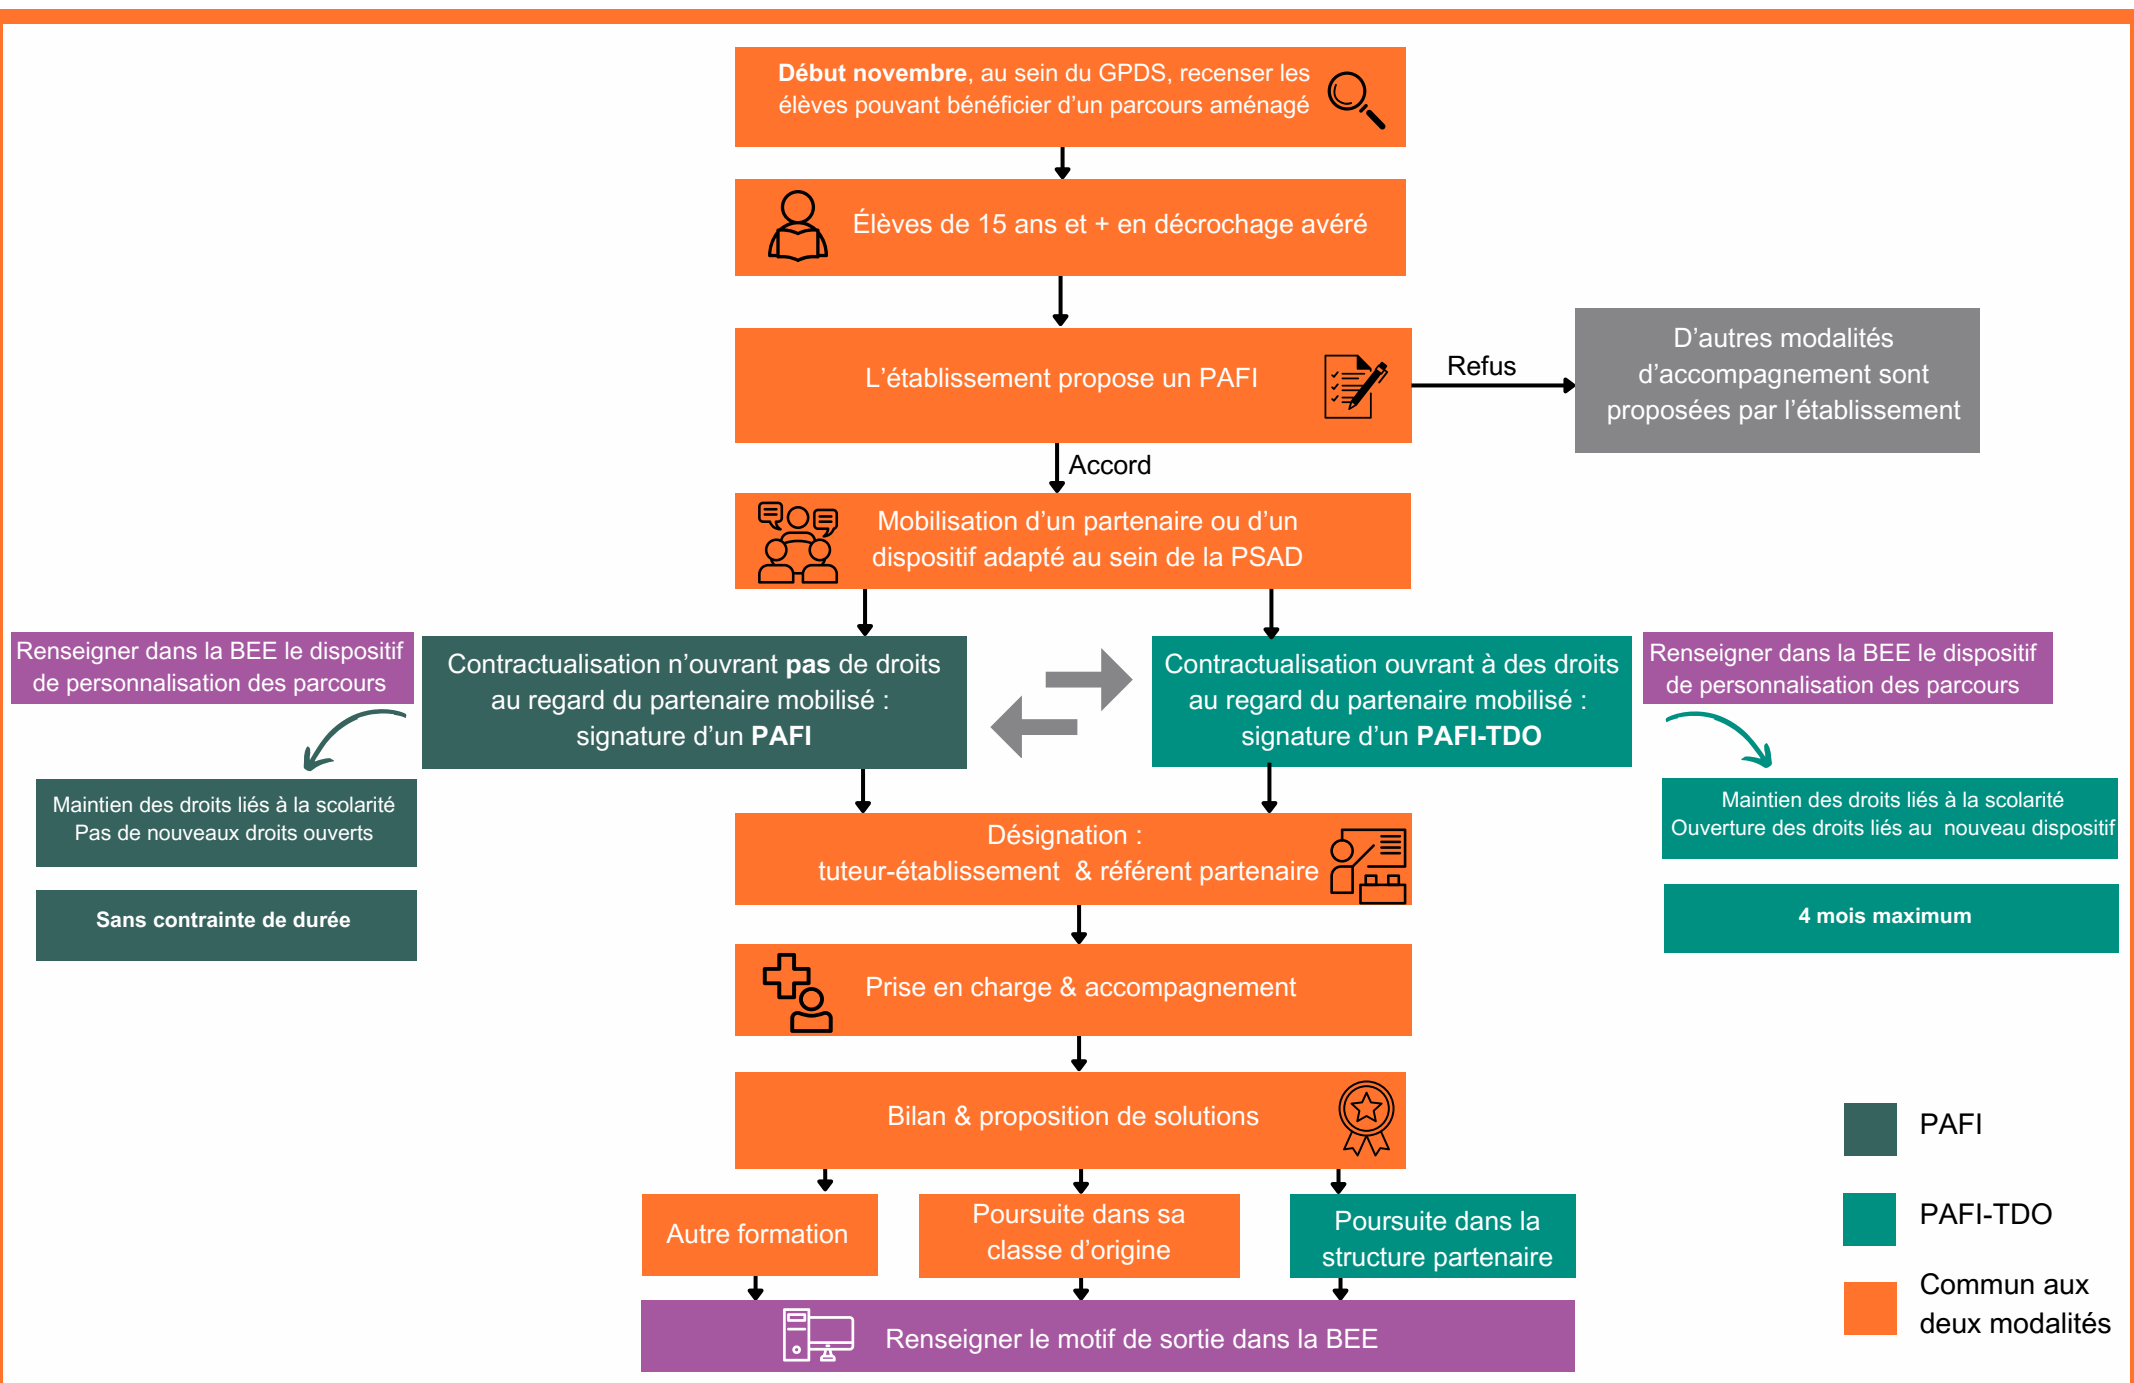 Début novembre, au sein du GPDS, recenser les
élèves pouvant bénéficier d’un parcours aménagé
Élèves de 15 ans et + en décrochage avéré
L’établissement propose un PAFI
Refus
D’autres modalités
d’accompagnement sont
proposées par l’établissement
Accord
Mobilisation d’un partenaire ou d’un
dispositif adapté au sein de la PSAD
Renseigner dans la BEE le dispositif
de personnalisation des parcours
Contractualisation n’ouvrant pas de droits
au regard du partenaire mobilisé :
signature d’un PAFI
Contractualisation ouvrant à des droits
au regard du partenaire mobilisé :
signature d’un PAFI-TDO
Renseigner dans la BEE le dispositif
de personnalisation des parcours
Maintien des droits liés à la scolarité
Pas de nouveaux droits ouverts
Sans contrainte de durée
Maintien des droits liés à la scolarité
Ouverture des droits liés au nouveau dispositif
4 mois maximum
Désignation :
tuteur-établissement & référent partenaire
Prise en charge & accompagnement
Bilan & proposition de solutions
Autre formation
Poursuite dans sa
classe d’origine
Poursuite dans la
structure partenaire
Renseigner le motif de sortie dans la BEE
PAFI
PAFI-TDO
Commun aux
deux modalités